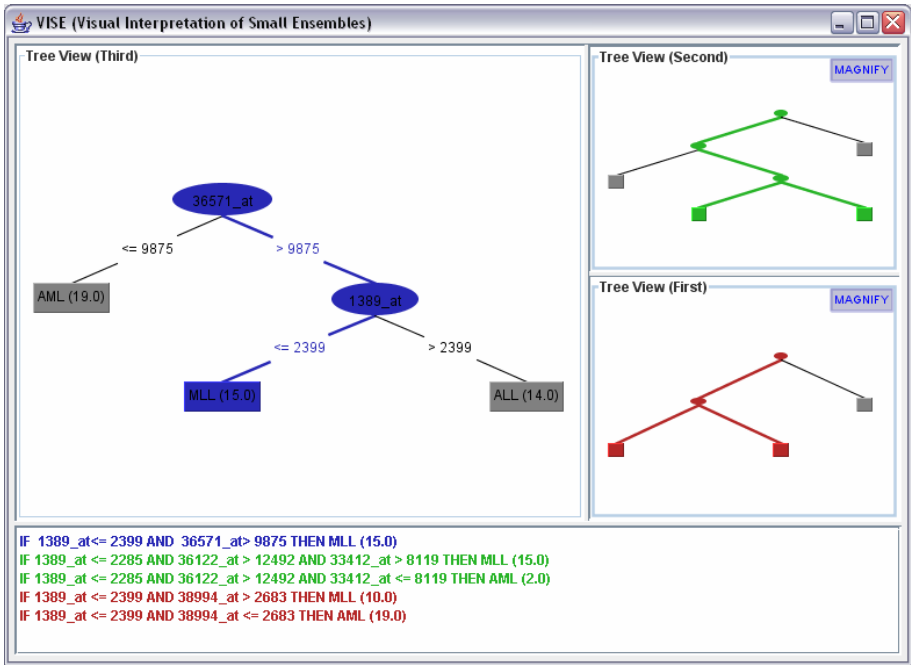 VISE (Visual Interpretation of Small Ensembles)
Tree View (Third)
36571_at
<= 9875
> 9875
AML (19.0)
1389_at
<= 2399
> 2399
MLL (15.0)
ALL (14.0)
Tree View (Second)
MAGNIFY
Tree View (First)
MAGNIFY
IF 1389_at<= 2399 AND 36571_at> 9875 THEN MLL (15.0)
IF 1389_at <= 2285 AND 36122_at > 12492 AND 33412_at > 8119 THEN MLL (15.0)
IF 1389_at <= 2285 AND 36122_at > 12492 AND 33412_at <= 8119 THEN AML (2.0)
IF 1389_at <= 2399 AND 38994_at > 2683 THEN MLL (10.0)
IF 1389_at <= 2399 AND 38994_at <= 2683 THEN AML (19.0)